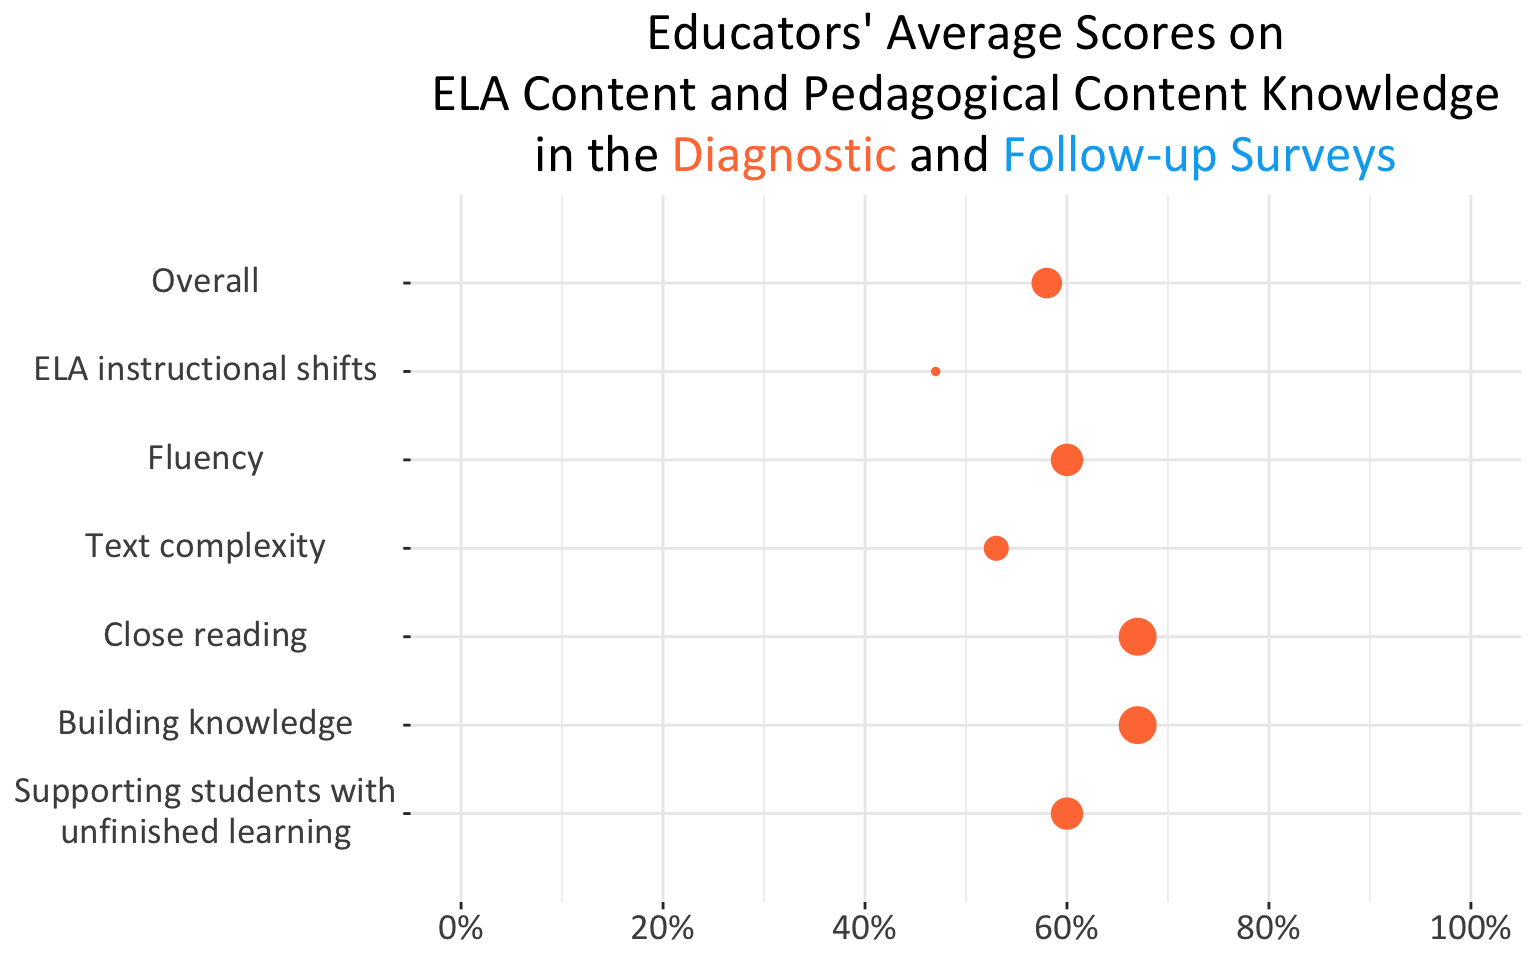 Educators' Average Scores on
ELA Content and Pedagogical Content Knowledge
in the Diagnostic and Follow-up Surveys
Overall
ELA instructional shifts
Fluency
Text complexity
Close reading
Building knowledge
Supporting students with
unfinished learning
0% 20% 40% 60% 80% 100%